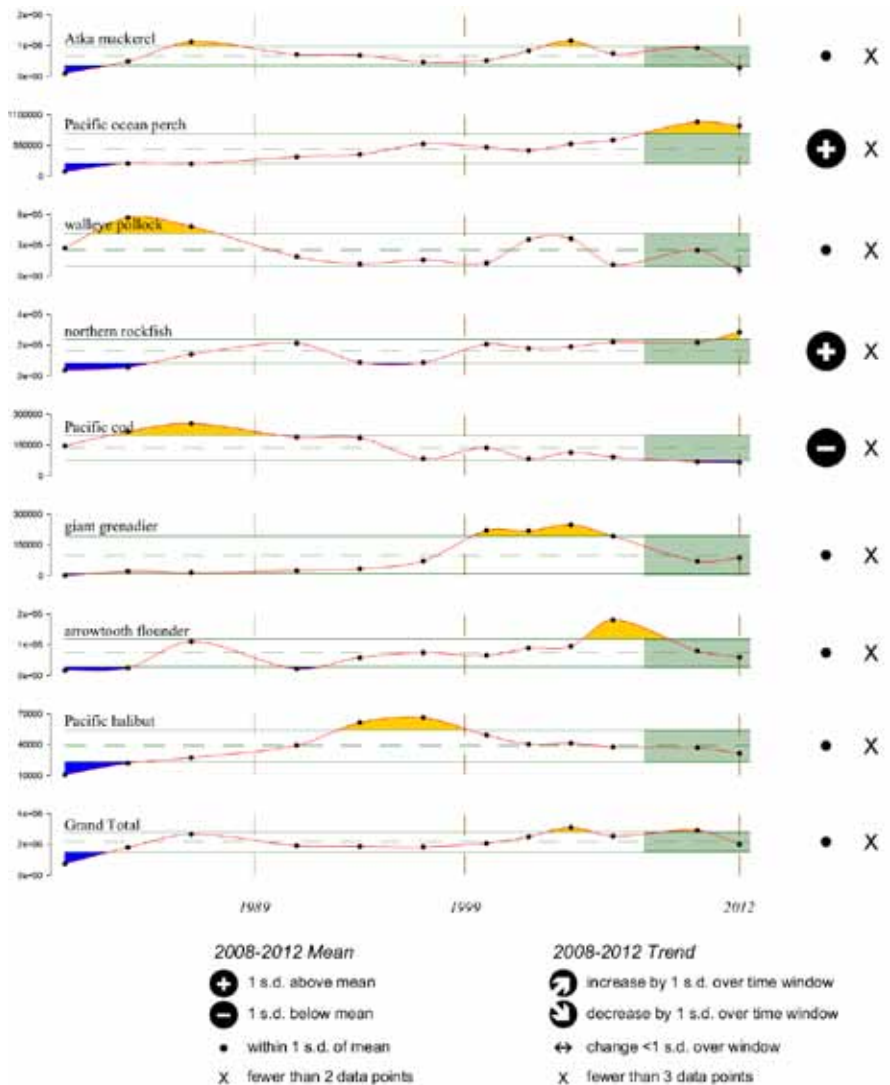 2e+06
Atka mackerel
1e+06
0e+00
X
1100000
Pacific ocean perch
550000
0
X
6e+05
walleye pollock
3e+05
0e+00
X
4e+05
northern rockfish
2e+05
0e+00
X
300000
Pacific cod
150000
0
X
300000
giant grenadier
150000
0
X
2e+05
arrowtooth flounder
1e+05
0e+00
X
70000
Pacific halibut
40000
10000
X
4e+06
Grand Total
2e+06
0e+00
X
1989 1999 2012
2008-2012 Mean 2008-2012 Trend
1 s.d. above mean increase by 1 s.d. over time window
1 s.d. below mean decrease by 1 s.d. over time window
within 1 s.d. of mean change <1 s.d. over window
X fewer than 2 data points X fewer than 3 data points